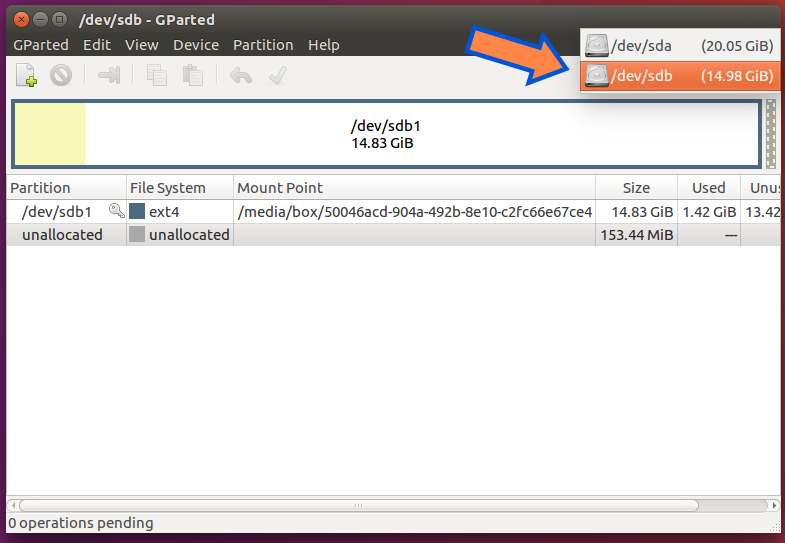 /dev/sdb - GParted
GParted Edit View Device Partition Help
/dev/sda (20.05 GiB)
/dev/sdb (14.98 GiB)
/dev/sdb1
14.83 GiB
Partition File System Mount Point Size Used Unus
/dev/sdb1 ext4 /media/box/50046acd-904a-492b-8e10-c2fc66e67ce4 14.83 GiB 1.42 GiB 13.42
unallocated unallocated 153.44 MiB ---
0 operations pending